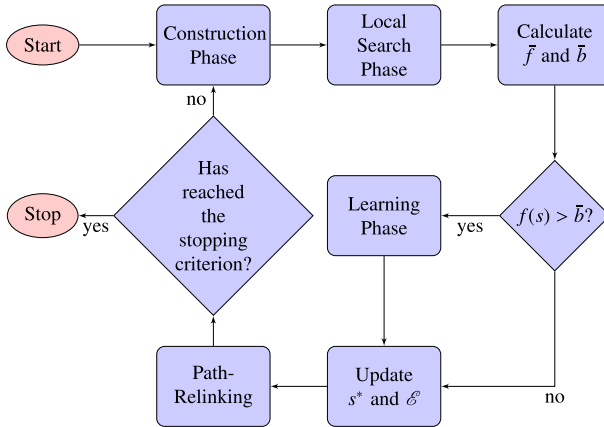 Start
Construction
Phase
Local
Search
Phase
Calculate
f̄ and b̄
no
Has
reached
the
stopping
criterion?
Stop
yes
Learning
Phase
yes
f(s) > b̄?
Path-
Relinking
Update
s* and ℰ
no